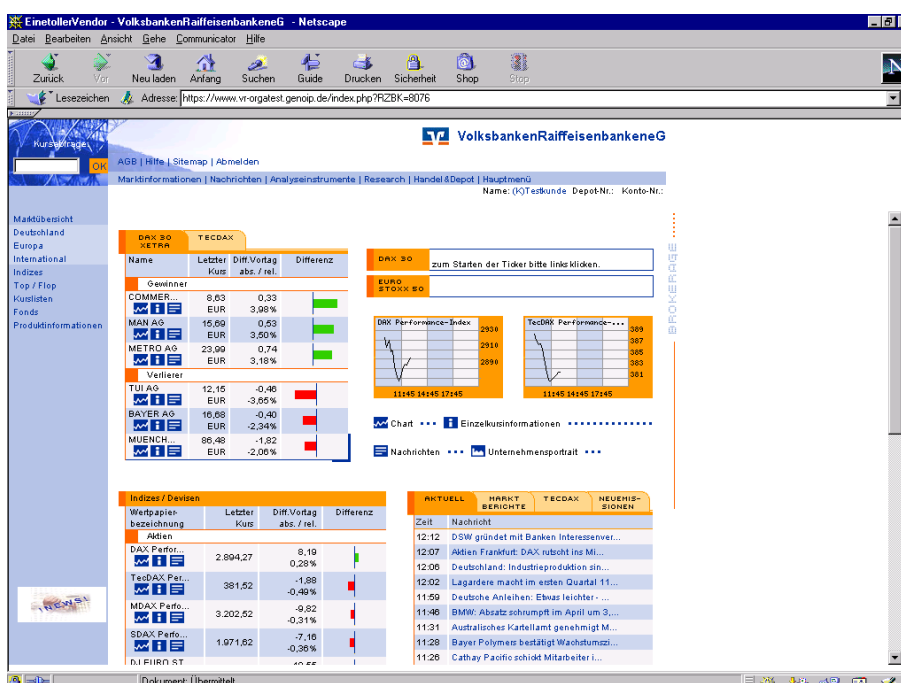 EinetollerVendor - VolksbankenRaiffeisenbankeneG - Netscape
Datei Bearbeiten Ansicht Gehe Communicator Hilfe
Zurück Vor Neu laden Anfang Suchen Guide Drucken Sicherheit Shop Stop
Lesezeichen Adresse: https://www.vr-orgatest.genoip.de/index.php?RZBK=8076
Kursabfrage:
OK
VolksbankenRaiffeisenbankeneG
AGB | Hilfe | Sitemap | Abmelden
Marktinformationen | Nachrichten | Analyseinstrumente | Research | Handel &Depot | Hauptmenü
Name: (K)Testkunde Depot-Nr.: Konto-Nr.:
Marktübersicht
Deutschland
Europa
International
Indizes
Top / Flop
Kurslisten
Fonds
Produktinformationen
NEWS!
DAX 30 XETRA TECDAX
Name Letzter Kurs Diff.Vortag abs. / rel. Differenz
Gewinner
COMMER... 8,63 0,33
EUR 3,98%
MAN AG 15,69 0,53
EUR 3,50%
METRO AG 23,99 0,74
EUR 3,18%
Verlierer
TUI AG 12,15 -0,46
EUR -3,65%
BAYER AG 16,68 -0,40
EUR -2,34%
MUENCH... 86,48 -1,82
EUR -2,06%
DAX 30 zum Starten der Ticker bitte links klicken.
EURO STOXX 50
BROKERAGE
DAX Performance-Index
2930
2910
2890
11:45 14:45 17:45
TecDAX Performance-...
389
387
385
383
381
11:45 14:45 17:45
Chart Einzelkursinformationen
Nachrichten Unternehmensportrait
Indizes / Devisen
Wertpapier- bezeichnung Letzter Kurs Diff.Vortag abs. / rel. Differenz
Aktien
DAX Perfor... 2.894,27 8,19
0,28%
TecDAX Per... 381,52 -1,88
-0,49%
MDAX Perfo... 3.202,52 -9,82
-0,31%
SDAX Perfo... 1.971,62 -7,16
-0,36%
DJ EURO ST
AKTUELL MARKT BERICHTE TECDAX NEUEMIS- SIONEN
Zeit Nachricht
12:12 DSW gründet mit Banken Interessenver...
12:07 Aktien Frankfurt: DAX rutscht ins Mi...
12:06 Deutschland: Industrieproduktion sin...
12:02 Lagardere macht im ersten Quartal 11...
11:59 Deutsche Anleihen: Etwas leichter - ...
11:46 BMW: Absatz schrumpft im April um 3,...
11:31 Australisches Kartellamt genehmigt M...
11:28 Bayer Polymers bestätigt Wachstumszi...
11:26 Cathay Pacific schickt Mitarbeiter i...
Dokument: Übermittelt